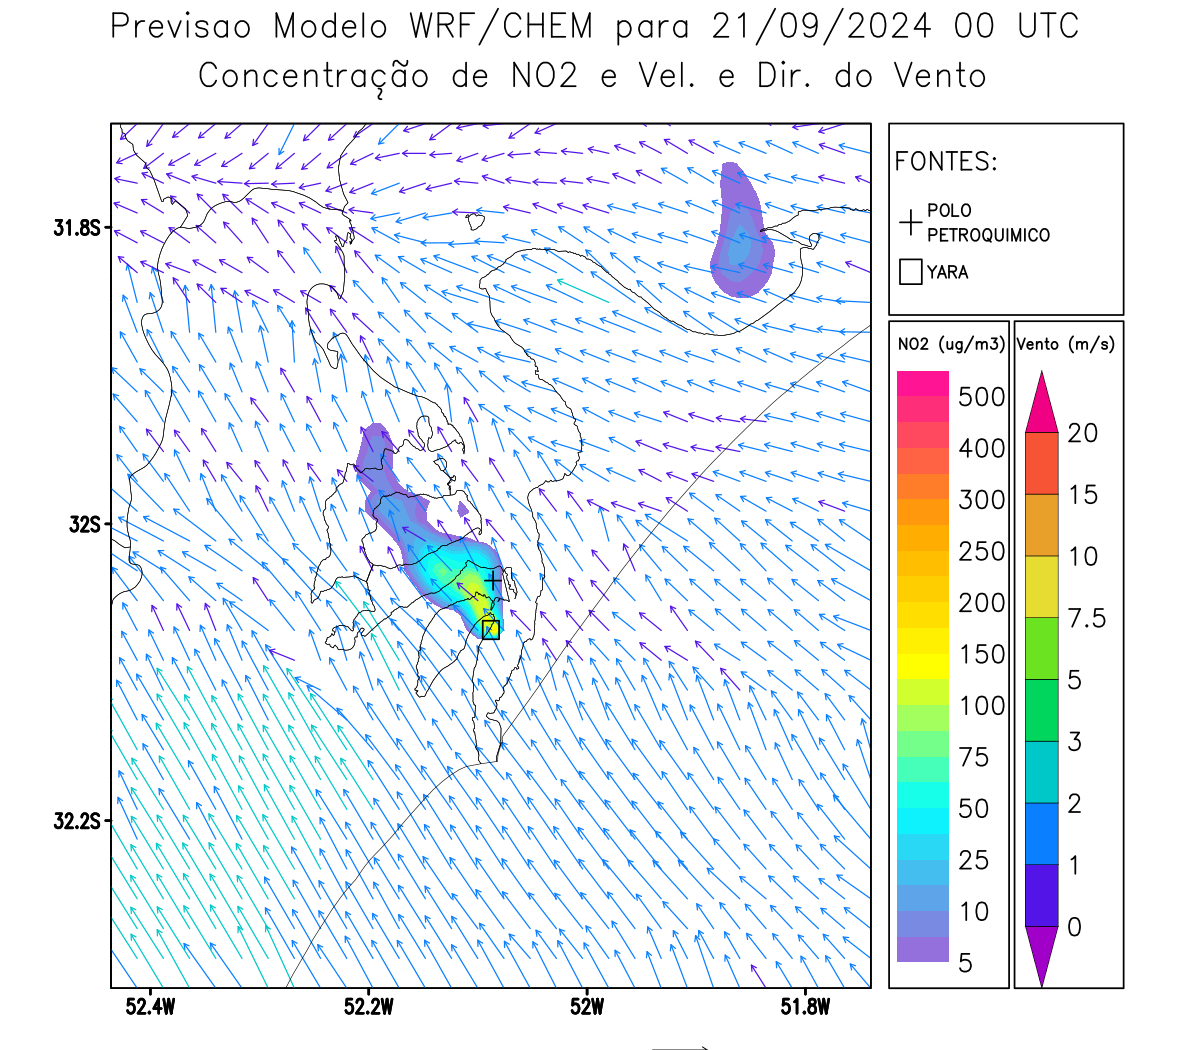 Previsao Modelo WRF/CHEM para 21/09/2024 00 UTC
Concentração de NO2 e Vel. e Dir. do Vento
FONTES:
POLO
PETROQUIMICO
YARA
NO2 (ug/m3)
500
400
300
250
200
150
100
75
50
25
10
5
Vento (m/s)
20
15
10
7.5
5
3
2
1
0
31.8S
32S
32.2S
52.4W
52.2W
52W
51.8W